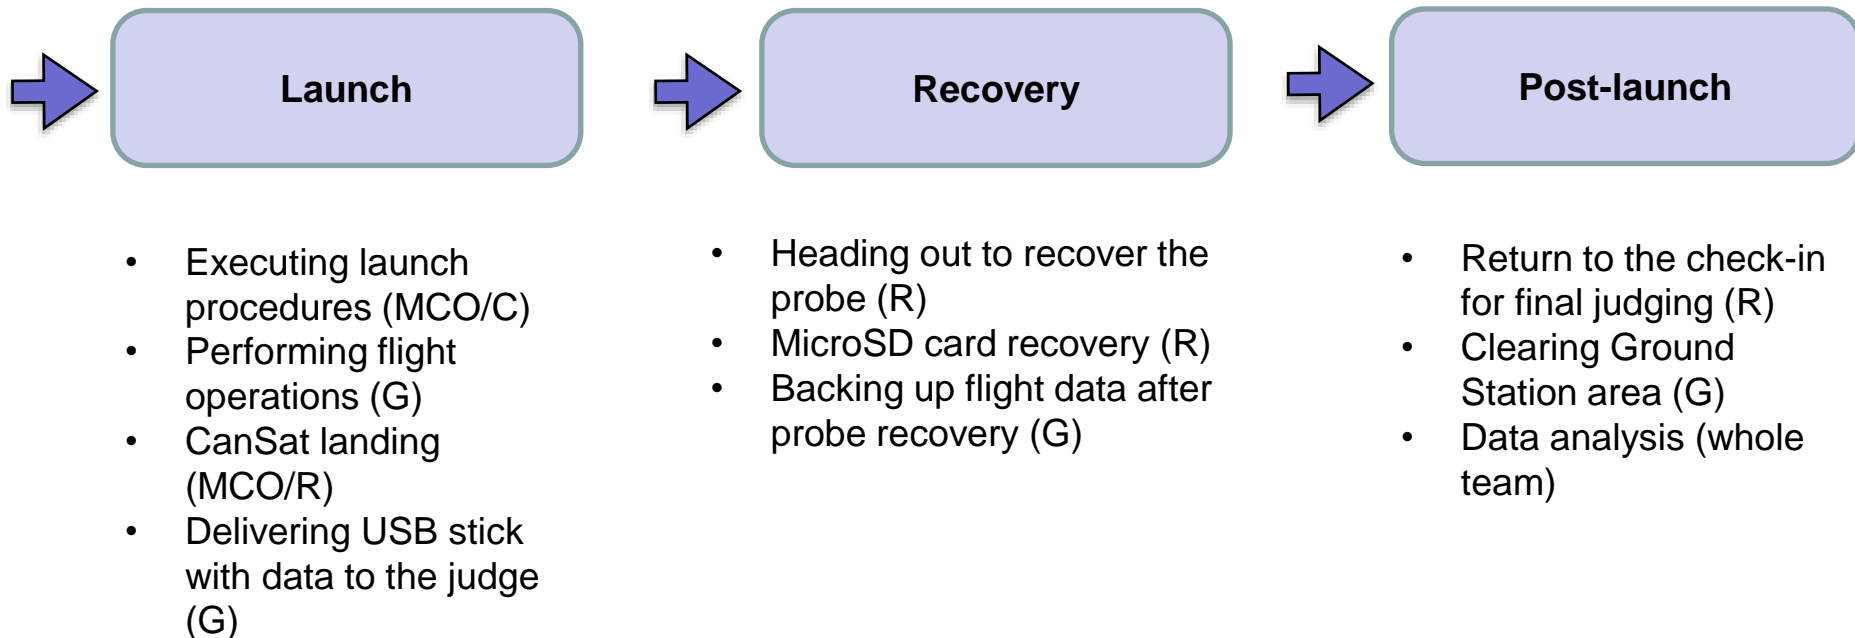 Launch
• Executing launch
procedures (MCO/C)
• Performing flight
operations (G)
• CanSat landing
(MCO/R)
• Delivering USB stick
with data to the judge
(G)
Recovery
• Heading out to recover the
probe (R)
• MicroSD card recovery (R)
• Backing up flight data after
probe recovery (G)
Post-launch
• Return to the check-in
for final judging (R)
• Clearing Ground
Station area (G)
• Data analysis (whole
team)